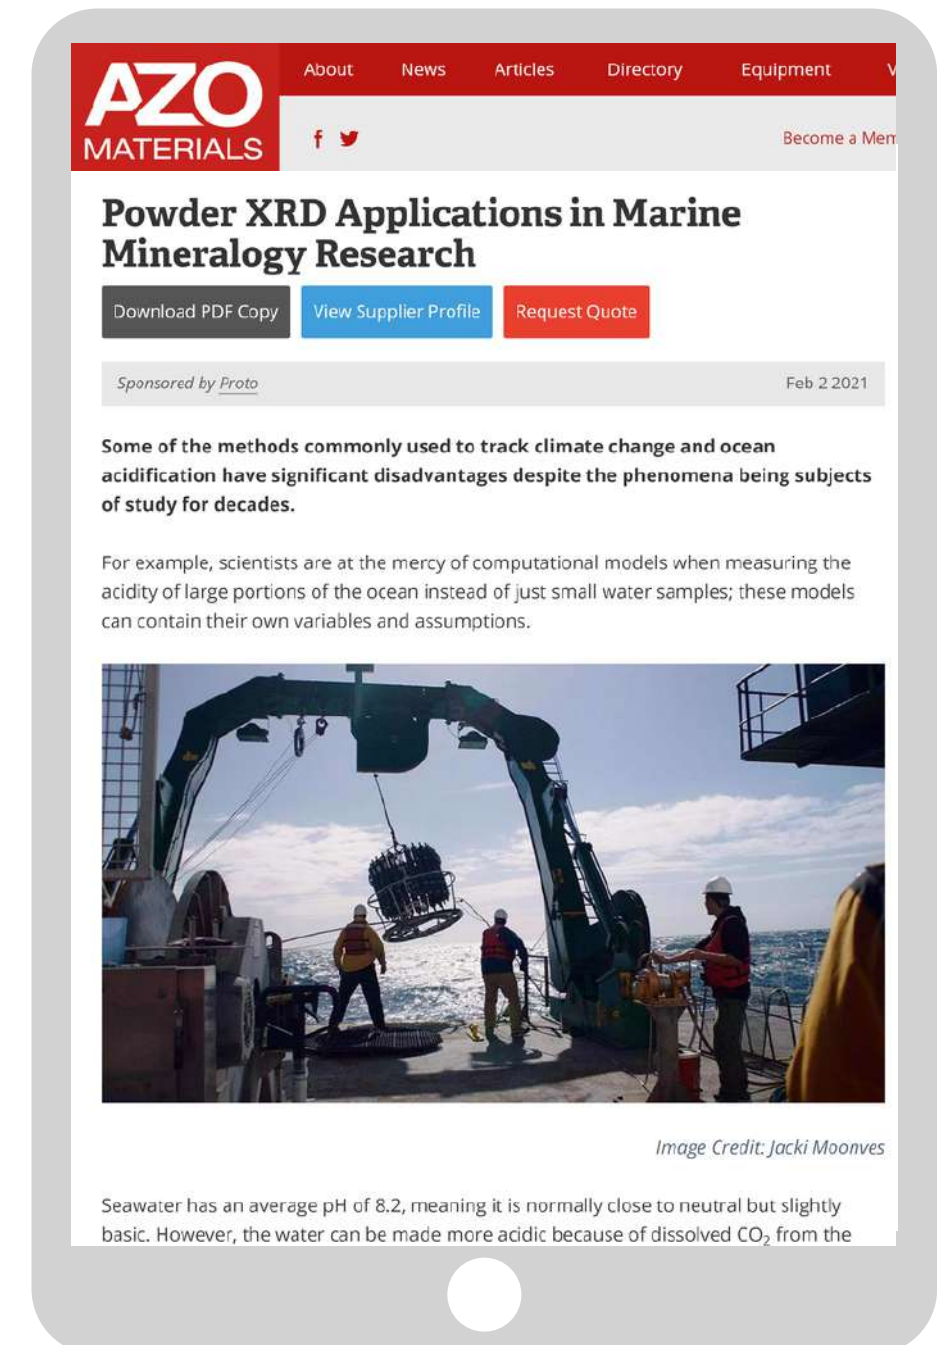 AZO
MATERIALS
About News Articles Directory Equipment V
f
Become a Mem
Powder XRD Applications in Marine
Mineralogy Research
Download PDF Copy View Supplier Profile Request Quote
Sponsored by Proto Feb 2 2021
Some of the methods commonly used to track climate change and ocean
acidification have significant disadvantages despite the phenomena being subjects
of study for decades.
For example, scientists are at the mercy of computational models when measuring the
acidity of large portions of the ocean instead of just small water samples; these models
can contain their own variables and assumptions.
Image Credit: Jacki Moonves
Seawater has an average pH of 8.2, meaning it is normally close to neutral but slightly
basic. However, the water can be made more acidic because of dissolved CO₂ from the